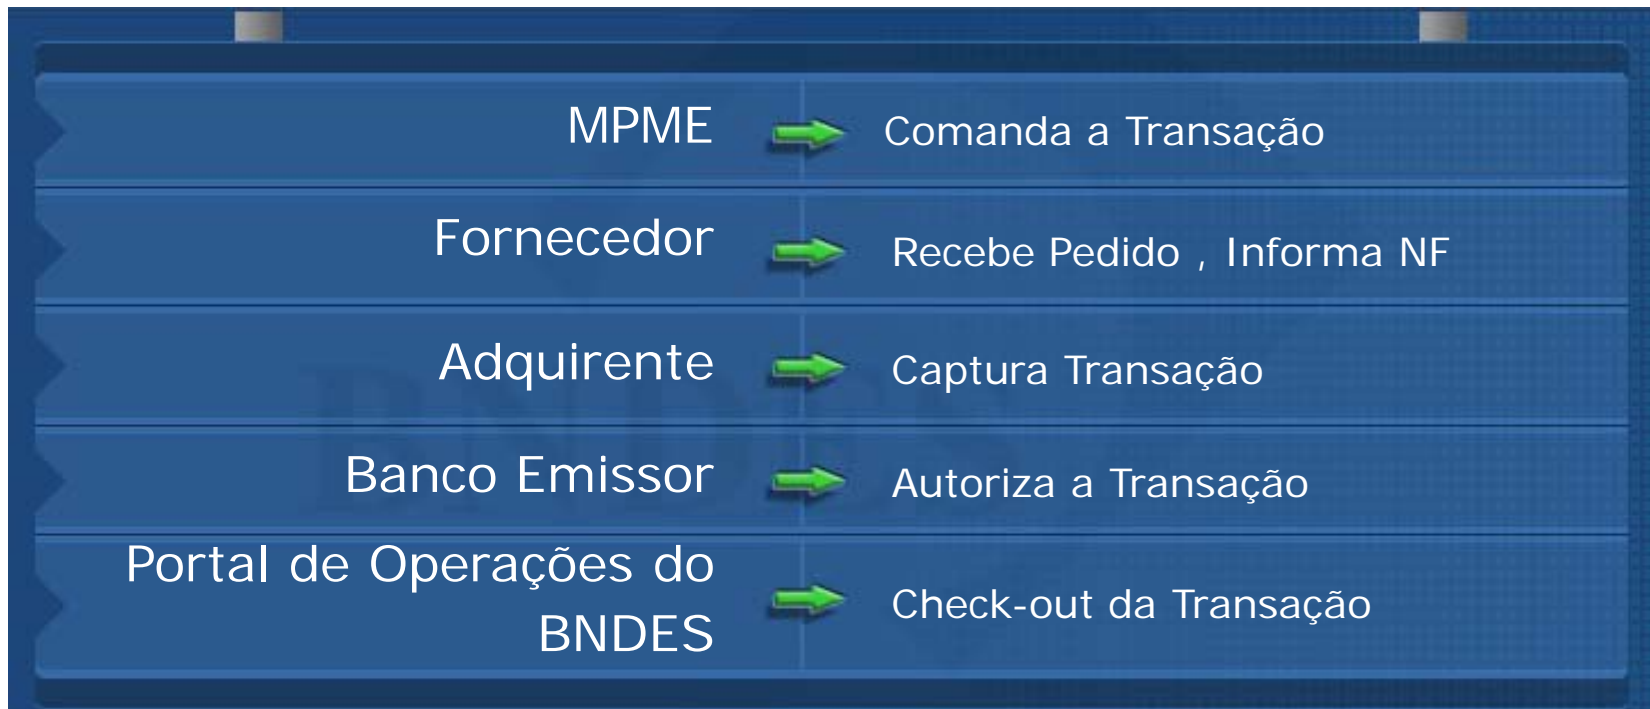 MPME
Comanda a Transação
Fornecedor
Recebe Pedido , Informa NF
Adquirente
Captura Transação
Banco Emissor
Autoriza a Transação
Portal de Operações do
BNDES
Check-out da Transação
BNDES